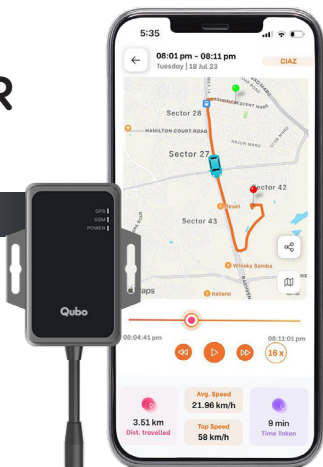 R
5:35
08:01 pm - 08:11 pm
Tuesday | 18 Jul 23
CIAZ
Sector 28
HAMILTON COURT ROAD
ARJUN MARG
Sector 27
Sector 42
Sector 43
Whisky Samba
Italiano
GPS
GSM
POWER
Qubo
08:04:41 pm
08:11:01 pm
16 x
3.51 km
Dist. travelled
Avg. Speed
21.96 km/h
Top Speed
58 km/h
9 min
Time Taken